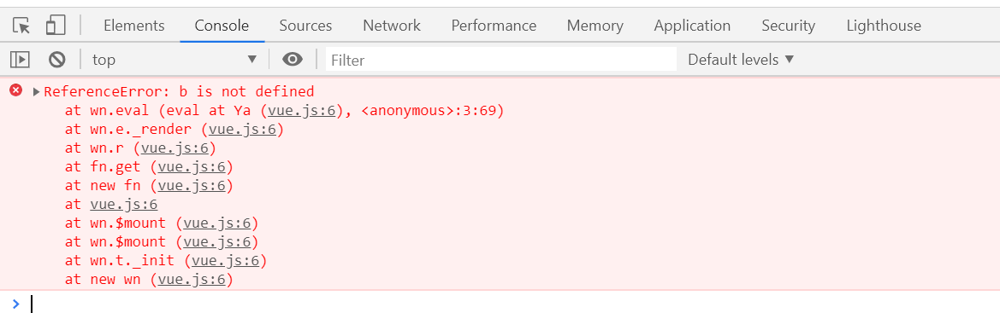 Elements Console Sources Network Performance Memory Application Security Lighthouse
top Filter Default levels
ReferenceError: b is not defined
at wn.eval (eval at Ya (vue.js:6), <anonymous>:3:69)
at wn.e._render (vue.js:6)
at wn.r (vue.js:6)
at fn.get (vue.js:6)
at new fn (vue.js:6)
at vue.js:6
at wn.$mount (vue.js:6)
at wn.$mount (vue.js:6)
at wn.t._init (vue.js:6)
at new wn (vue.js:6)